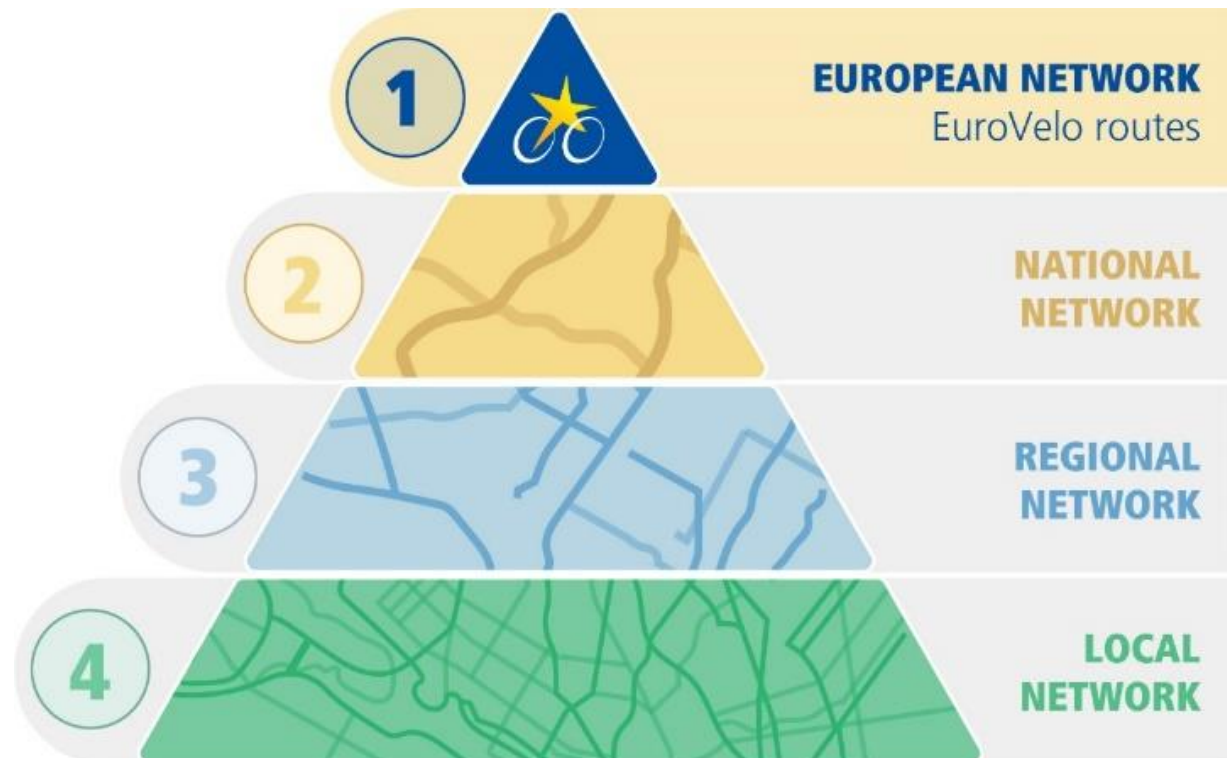 1
EUROPEAN NETWORK
EuroVelo routes
2
NATIONAL
NETWORK
3
REGIONAL
NETWORK
4
LOCAL
NETWORK